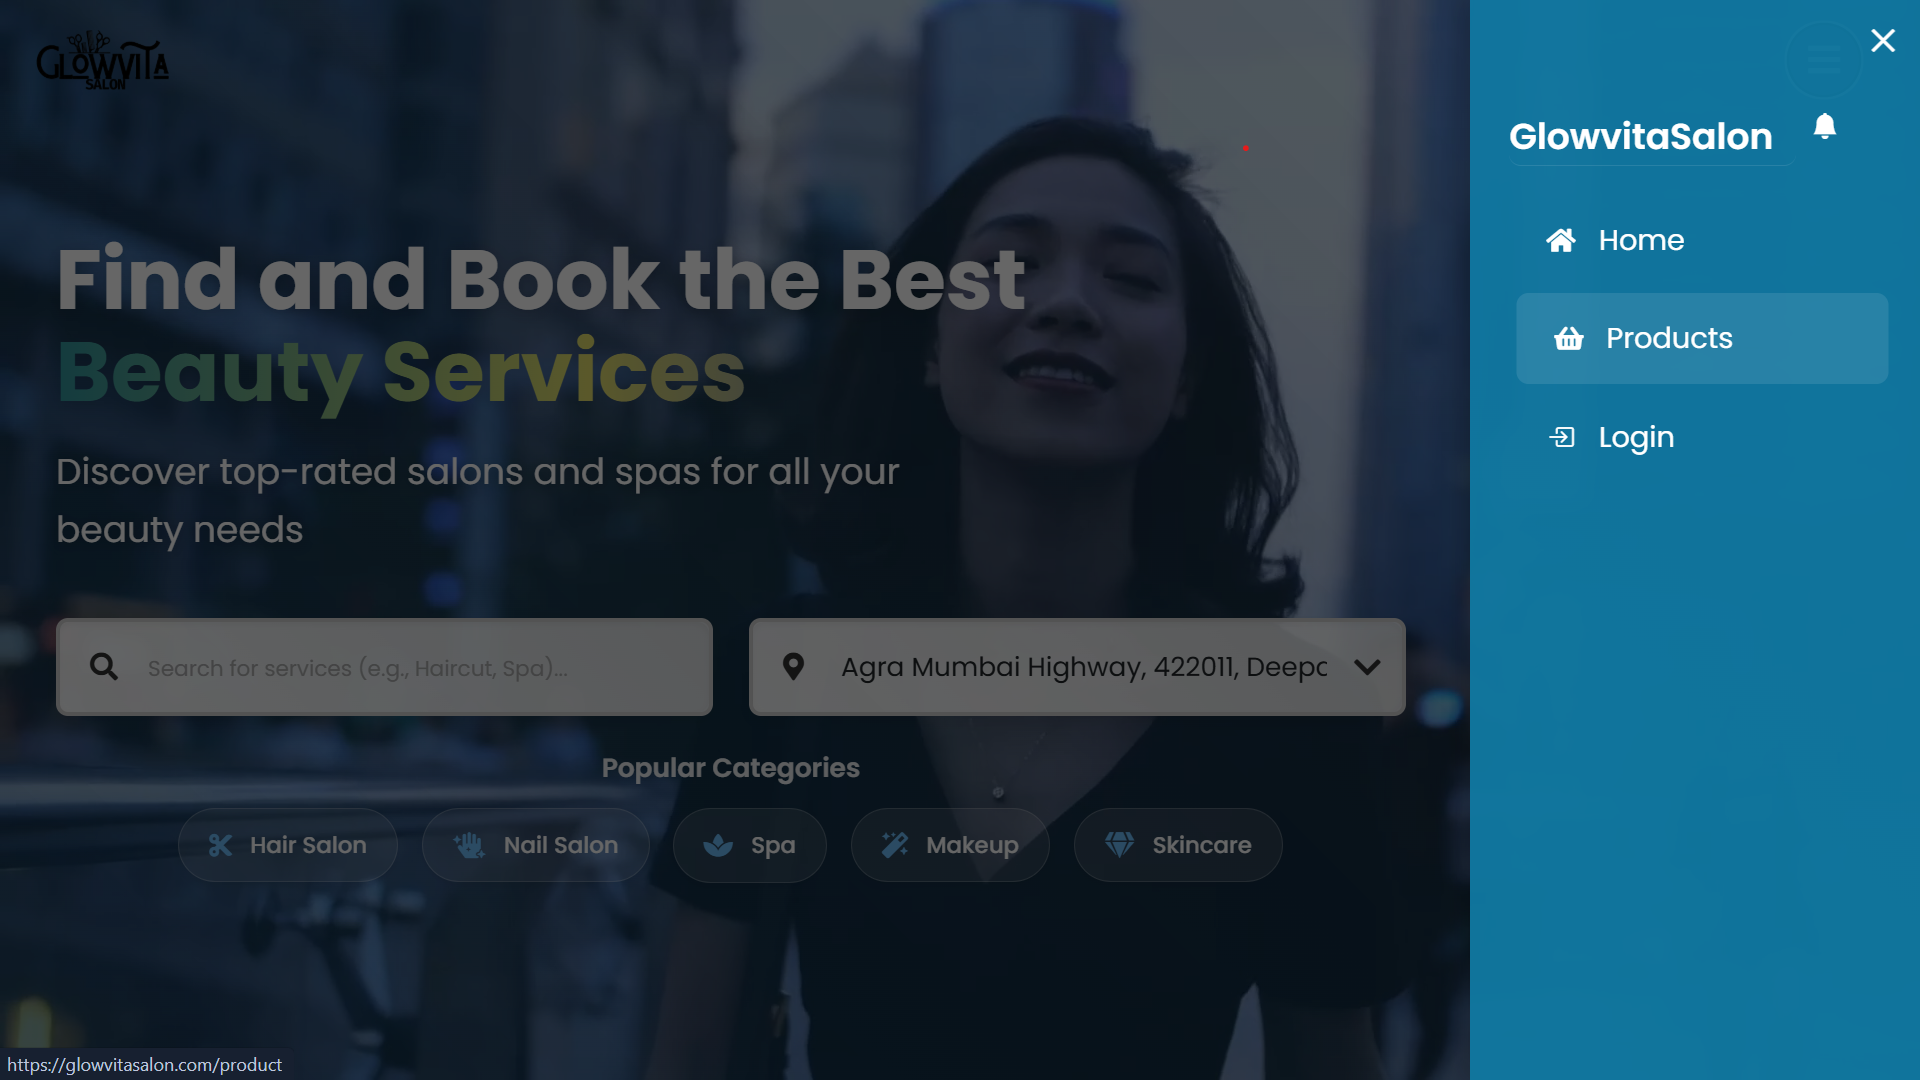 GLOWVITA
SALON
GlowvitaSalon
Home
Products
Login
Find and Book the Best
Beauty Services
Discover top-rated salons and spas for all your
beauty needs
Search for services (e.g., Haircut, Spa)...
Agra Mumbai Highway, 422011,
Popular Categories
Hair Salon
Nail Salon
Spa
Makeup
Skincare
https://glowvitasalon.com/product